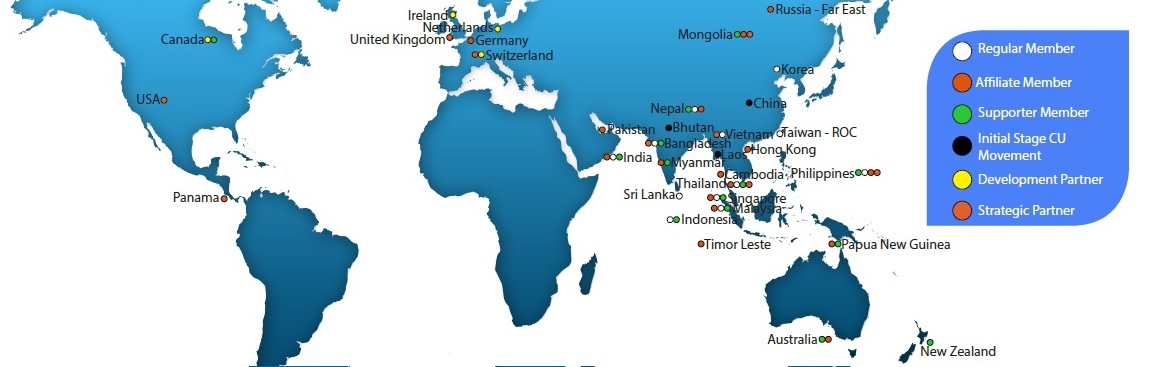 Ireland
Russia - Far East
Netherlands
Canada
United Kingdom
Germany
Mongolia
Switzerland
Korea
USA
Nepal
China
Pakistan
Bhutan
Vietnam
Taiwan - ROC
Bangladesh
India
Laos
Hong Kong
Myanmar
Cambodia
Philippines
Thailand
Panama
Sri Lanka
Singapore
Malaysia
Indonesia
Timor Leste
Papua New Guinea
Australia
New Zealand
Regular Member
Affiliate Member
Supporter Member
Initial Stage CU
Movement
Development Partner
Strategic Partner